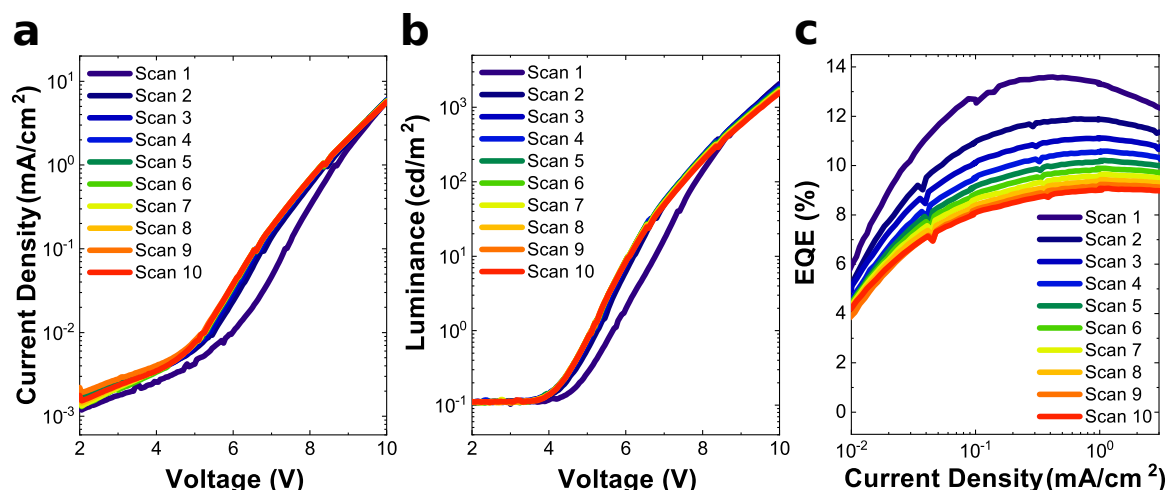 a
Current Density (mA/cm²)
10¹
10⁰
10⁻¹
10⁻²
10⁻³
Scan 1
Scan 2
Scan 3
Scan 4
Scan 5
Scan 6
Scan 7
Scan 8
Scan 9
Scan 10
2 4 6 8 10
Voltage (V)
b
Luminance (cd/m²)
10³
10²
10¹
10⁰
10⁻¹
Scan 1
Scan 2
Scan 3
Scan 4
Scan 5
Scan 6
Scan 7
Scan 8
Scan 9
Scan 10
2 4 6 8 10
Voltage (V)
c
EQE (%)
14
12
10
8
6
4
2
0
Scan 1
Scan 2
Scan 3
Scan 4
Scan 5
Scan 6
Scan 7
Scan 8
Scan 9
Scan 10
10⁻² 10⁻¹ 10⁰
Current Density (mA/cm²)